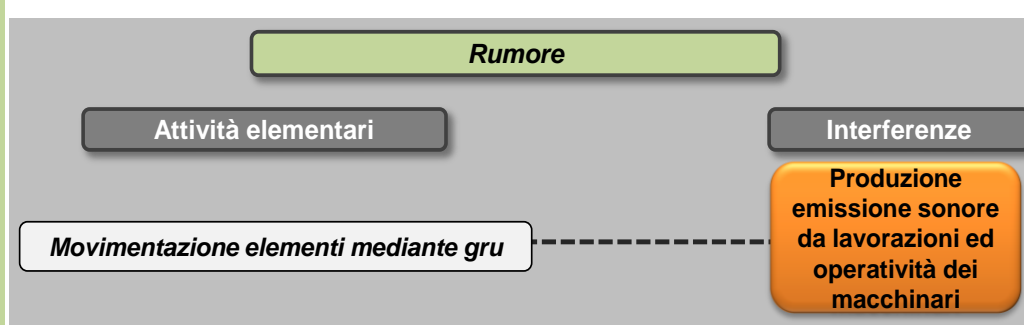 Rumore
Attività elementari
Interferenze
Movimentazione elementi mediante gru
Produzione
emissione sonore
da lavorazioni ed
operatività dei
macchinari